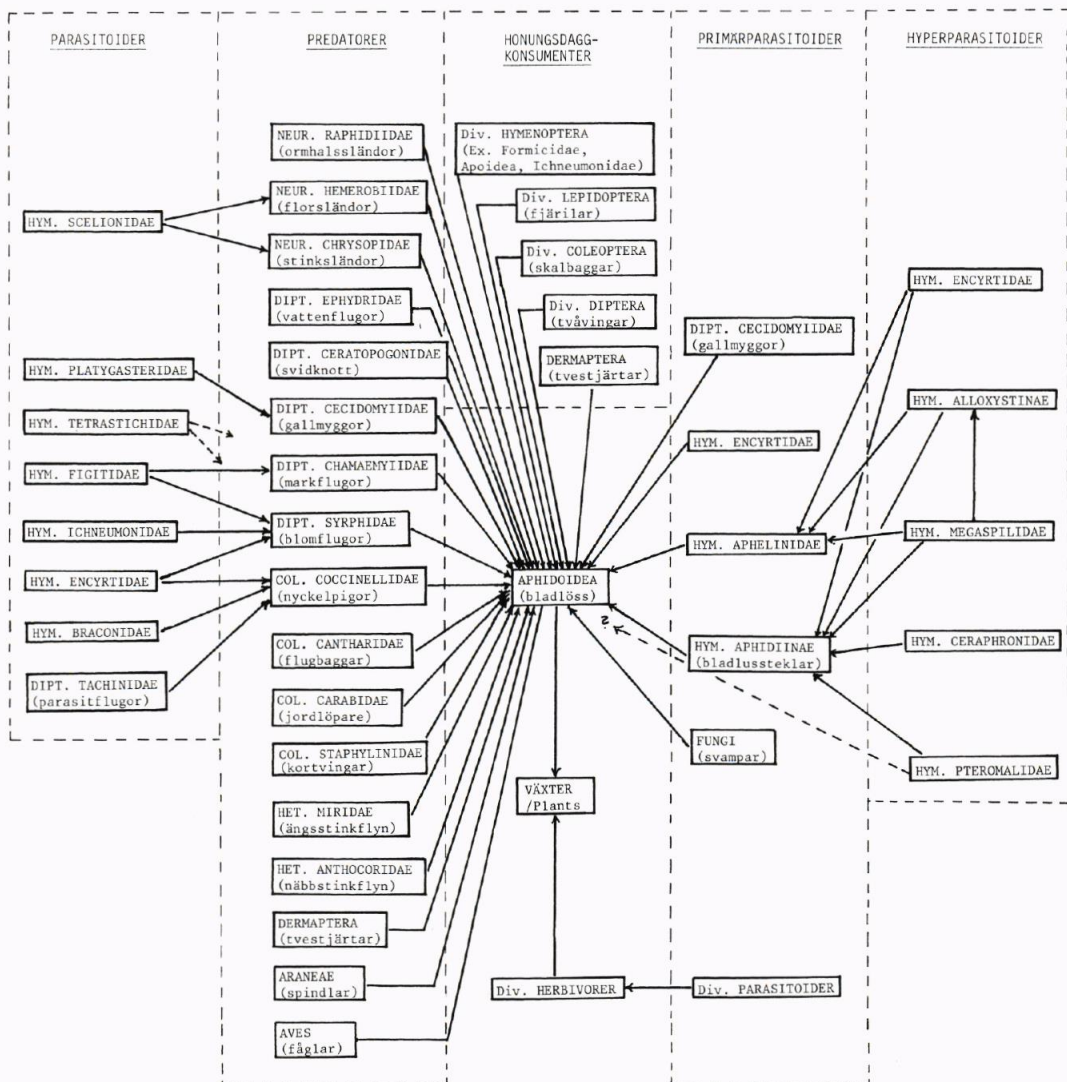 PARASITOIDER
PREDATORER
HONUNGSDAGG-
KONSUMENTER
PRIMÄRPARASITOIDER
HYPERPARASITOIDER
HYM. SCELIONIDAE
HYM. PLATYGASTERIDAE
HYM. TETRASTICHIDAE
HYM. FIGITIDAE
HYM. ICHNEUMONIDAE
HYM. ENCYRTIDAE
HYM. BRACONIDAE
DIPT. TACHINIDAE
(parasitflugor)
NEUR. RAPHIDIIDAE
(ormhalssländor)
NEUR. HEMEROBIIDAE
(florsländor)
NEUR. CHRYSOPIDAE
(stinksländor)
DIPT. EPHYDRIDAE
(vattenflugor)
DIPT. CERATOPOGONIDAE
(svidknott)
DIPT. CECIDOMYIIDAE
(gallmyggor)
DIPT. CHAMAEMYIIDAE
(markflugor)
DIPT. SYRPHIDAE
(blomflugor)
COL. COCCINELLIDAE
(nyckelpigor)
COL. CANTHARIDAE
(flugbaggar)
COL. CARABIDAE
(jordlöpare)
COL. STAPHYLINIDAE
(kortvingar)
HET. MIRIDAE
(ängsstinkflyn)
HET. ANTHOCORIDAE
(näbbstinkflyn)
DERMAPTERA
(tvestjärtar)
ARANEAE
(spindlar)
AVES
(fåglar)
Div. HYMENOPTERA
(Ex. Formicidae,
Apoidea, Ichneumonidae)
Div. LEPIDOPTERA
(fjärilar)
Div. COLEOPTERA
(skalbaggar)
Div. DIPTERA
(tvåvingar)
DERMAPTERA
(tvestjärtar)
APHIDOIDEA
(bladlöss)
?
VÄXTER
/Plants
Div. HERBIVORER
DIPT. CECIDOMYIIDAE
(gallmyggor)
HYM. ENCYRTIDAE
HYM. APHELINIDAE
HYM. APHIDIINAE
(bladlussteklar)
FUNGI
(svampar)
Div. PARASITOIDER
HYM. ENCYRTIDAE
HYM. ALLOXYSTINAE
HYM. MEGASPILIDAE
HYM. CERAPHRONIDAE
HYM. PTEROMALIDAE